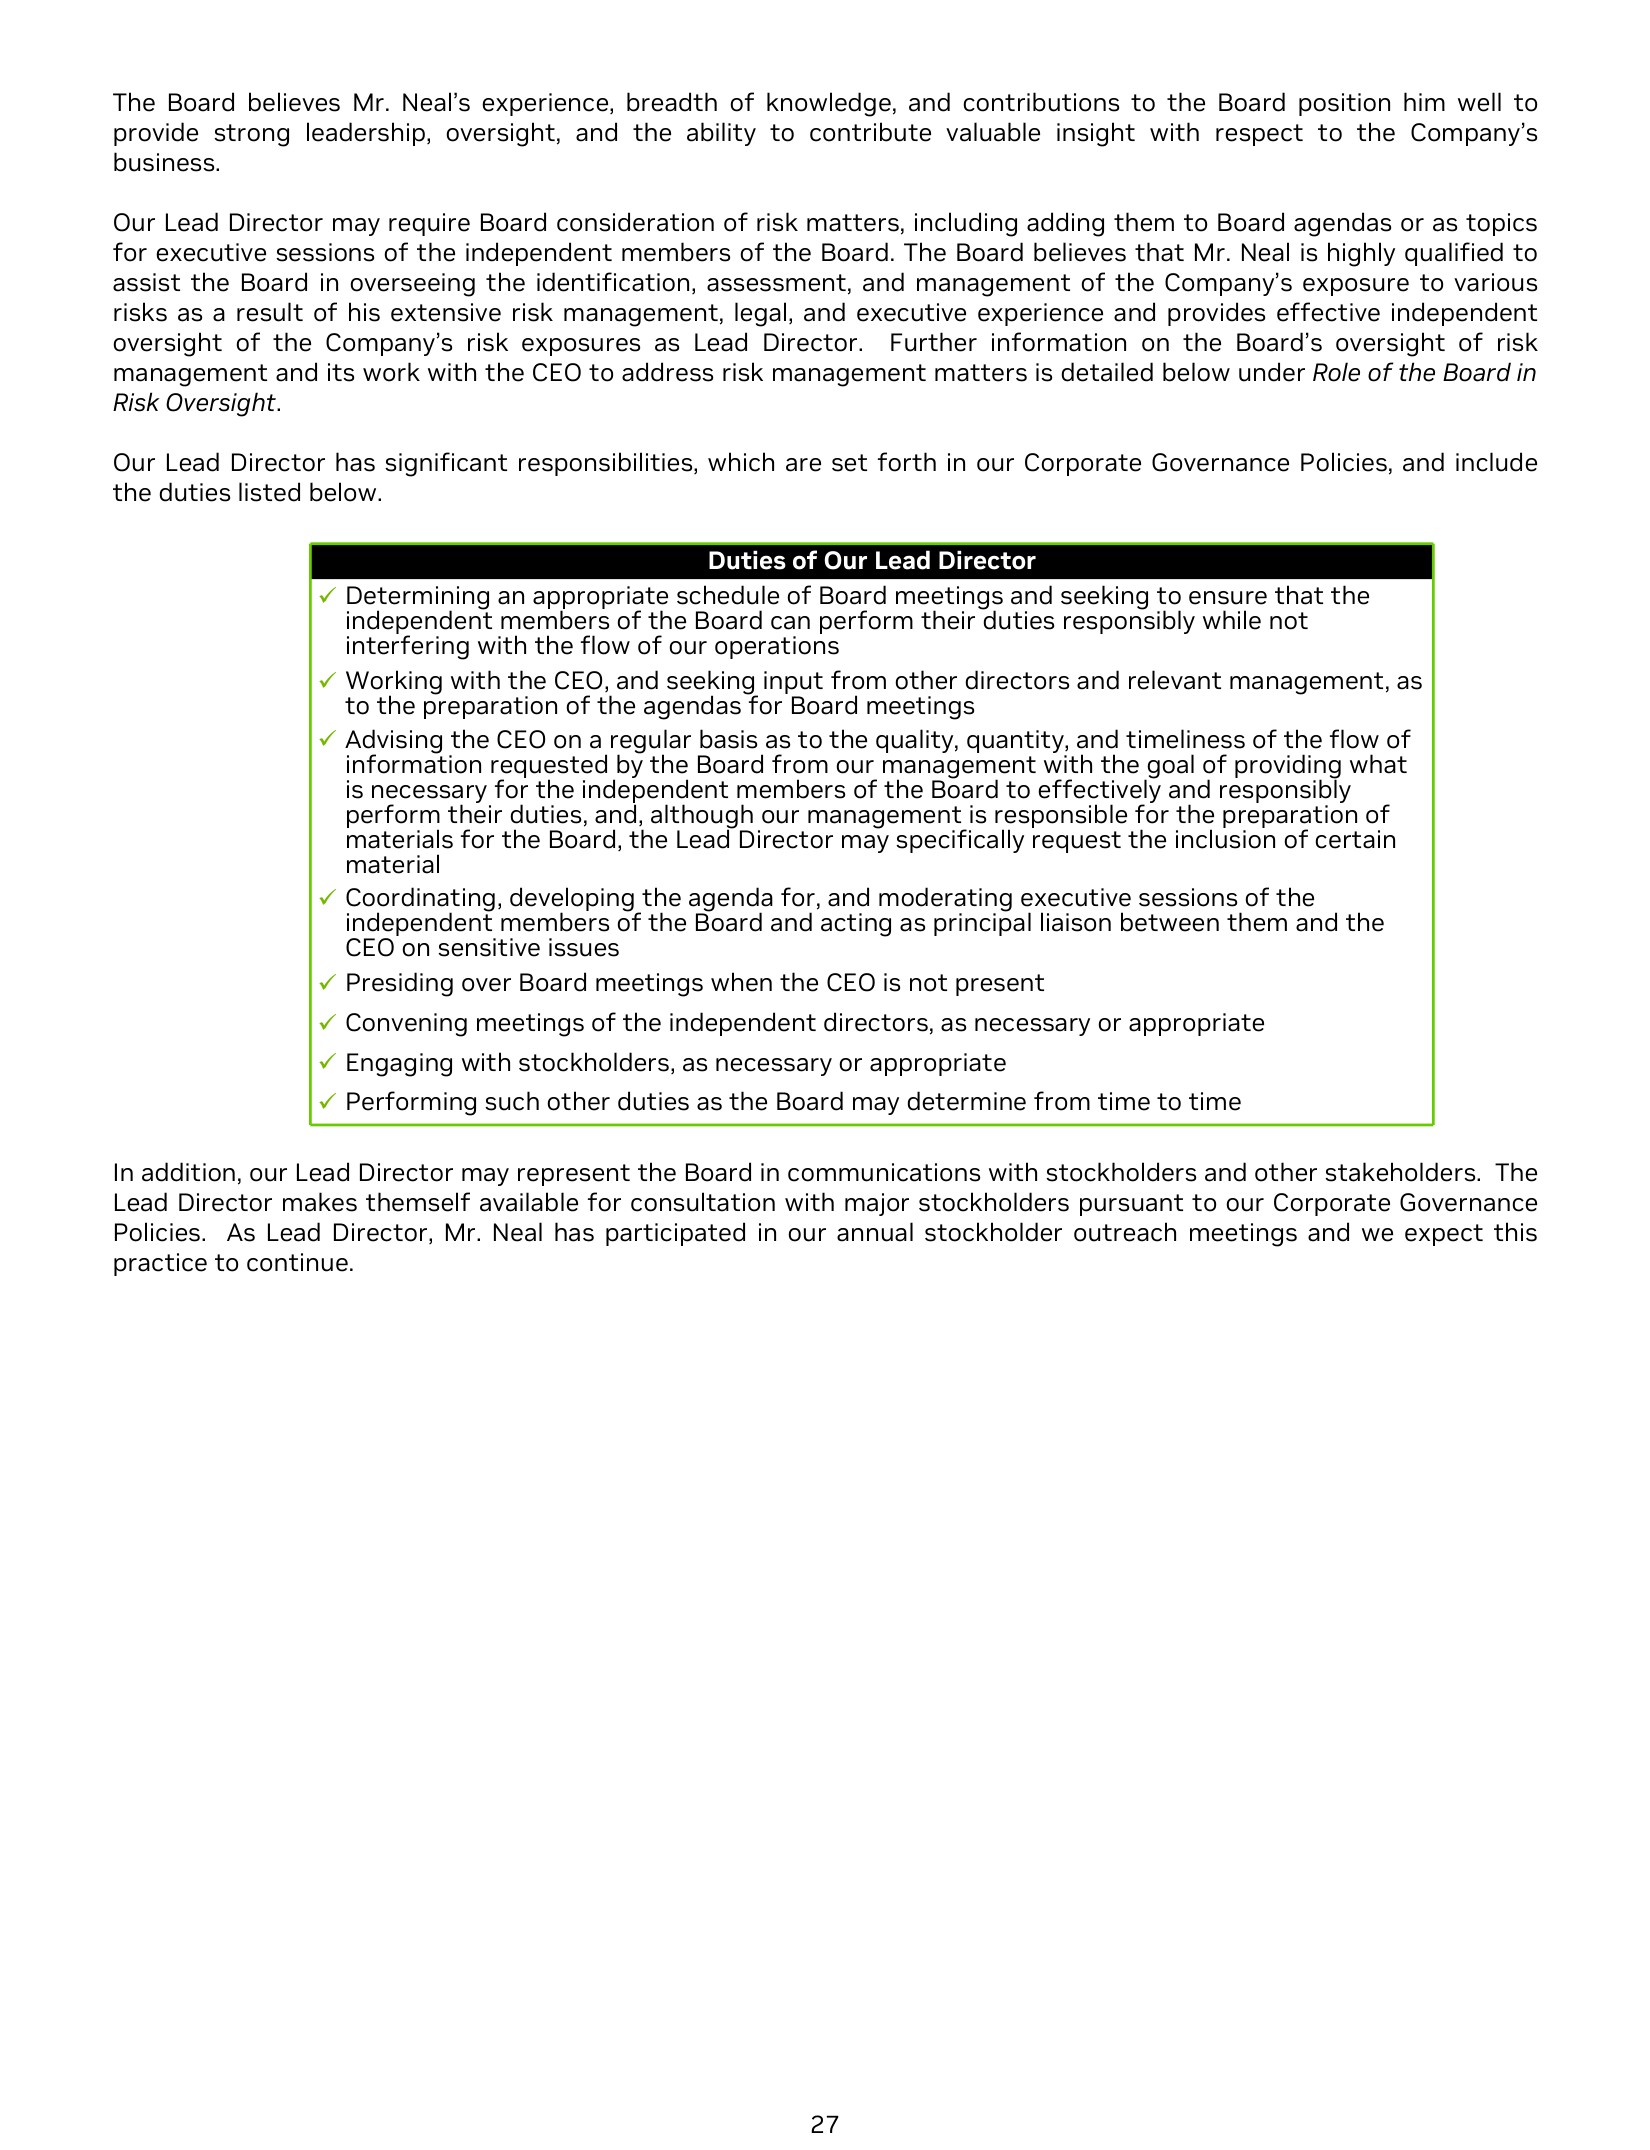 The Board believes Mr. Neal’s experience, breadth of knowledge, and contributions to the Board position him well to
provide strong leadership, oversight, and the ability to contribute valuable insight with respect to the Company’s
business.
Our Lead Director may require Board consideration of risk matters, including adding them to Board agendas or as topics
for executive sessions of the independent members of the Board. The Board believes that Mr. Neal is highly qualified to
assist the Board in overseeing the identification, assessment, and management of the Company’s exposure to various
risks as a result of his extensive risk management, legal, and executive experience and provides effective independent
oversight of the Company’s risk exposures as Lead Director.  Further information on the Board’s oversight of risk
management and its work with the CEO to address risk management matters is detailed below under Role of the Board in
Risk Oversight.
Our Lead Director has significant responsibilities, which are set forth in our Corporate Governance Policies, and include
the duties listed below.
Duties of Our Lead Director
✓ Determining an appropriate schedule of Board meetings and seeking to ensure that the
independent members of the Board can perform their duties responsibly while not
interfering with the flow of our operations
✓ Working with the CEO, and seeking input from other directors and relevant management, as
to the preparation of the agendas for Board meetings
✓ Advising the CEO on a regular basis as to the quality, quantity, and timeliness of the flow of
information requested by the Board from our management with the goal of providing what
is necessary for the independent members of the Board to effectively and responsibly
perform their duties, and, although our management is responsible for the preparation of
materials for the Board, the Lead Director may specifically request the inclusion of certain
material
✓ Coordinating, developing the agenda for, and moderating executive sessions of the
independent members of the Board and acting as principal liaison between them and the
CEO on sensitive issues
✓ Presiding over Board meetings when the CEO is not present
✓ Convening meetings of the independent directors, as necessary or appropriate
✓ Engaging with stockholders, as necessary or appropriate
✓ Performing such other duties as the Board may determine from time to time
In addition, our Lead Director may represent the Board in communications with stockholders and other stakeholders.  The
Lead Director makes themself available for consultation with major stockholders pursuant to our Corporate Governance
Policies.  As Lead Director, Mr. Neal has participated in our annual stockholder outreach meetings and we expect this
practice to continue.
27